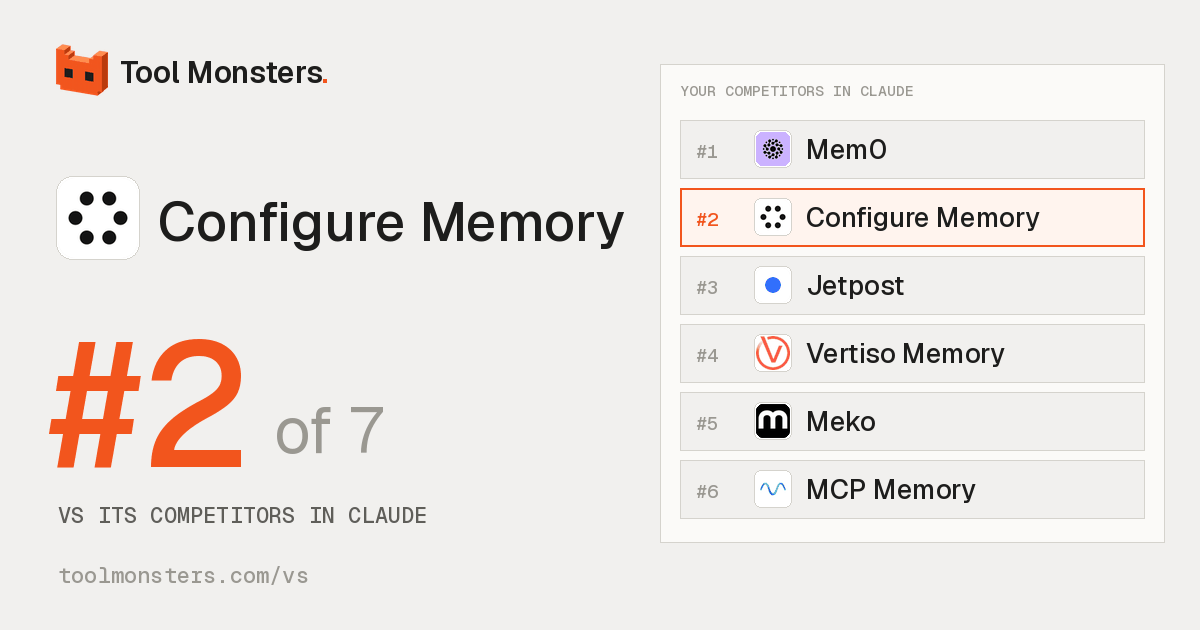 Tool Monsters.
Configure Memory
#2 of 7
VS ITS COMPETITORS IN CLAUDE
toolmonsters.com/vs
YOUR COMPETITORS IN CLAUDE
#1 Mem0
#2 Configure Memory
#3 Jetpost
#4 Vertiso Memory
#5 Meko
#6 MCP Memory